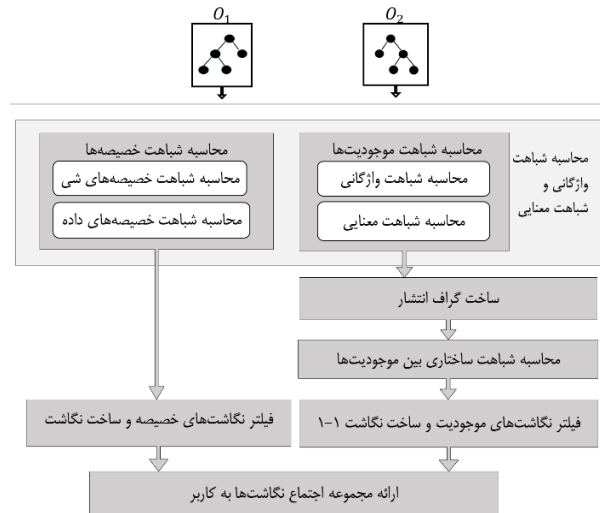 O₁
O₂
محاسبه شباهت
واژگانی و
شباهت معنایی
محاسبه شباهت موجودیت‌ها
محاسبه شباهت واژگانی
محاسبه شباهت معنایی
محاسبه شباهت خصیصه‌ها
محاسبه شباهت خصیصه‌های شی
محاسبه شباهت خصیصه‌های داده
ساخت گراف انتشار
محاسبه شباهت ساختاری بین موجودیت‌ها
فیلتر نگاشت‌های موجودیت و ساخت نگاشت ۱-۱
فیلتر نگاشت‌های خصیصه و ساخت نگاشت
ارائه مجموعه اجتماع نگاشت‌ها به کاربر